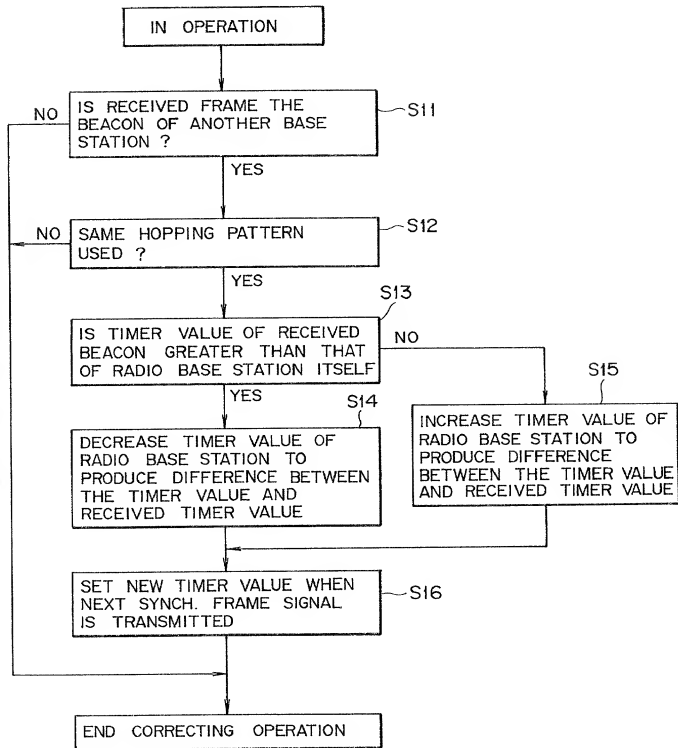 IN OPERATION
NO
IS RECEIVED FRAME THE
BEACON OF ANOTHER BASE
STATION ?
S11
YES
NO
SAME HOPPING PATTERN
USED ?
S12
YES
S13
IS TIMER VALUE OF RECEIVED
BEACON GREATER THAN THAT
OF RADIO BASE STATION ITSELF
NO
YES
S14
DECREASE TIMER VALUE OF
RADIO BASE STATION TO
PRODUCE DIFFERENCE BETWEEN
THE TIMER VALUE AND
RECEIVED TIMER VALUE
S15
INCREASE TIMER VALUE OF
RADIO BASE STATION TO
PRODUCE DIFFERENCE
BETWEEN THE TIMER VALUE
AND RECEIVED TIMER VALUE
SET NEW TIMER VALUE WHEN
NEXT SYNCH. FRAME SIGNAL
IS TRANSMITTED
S16
END CORRECTING OPERATION